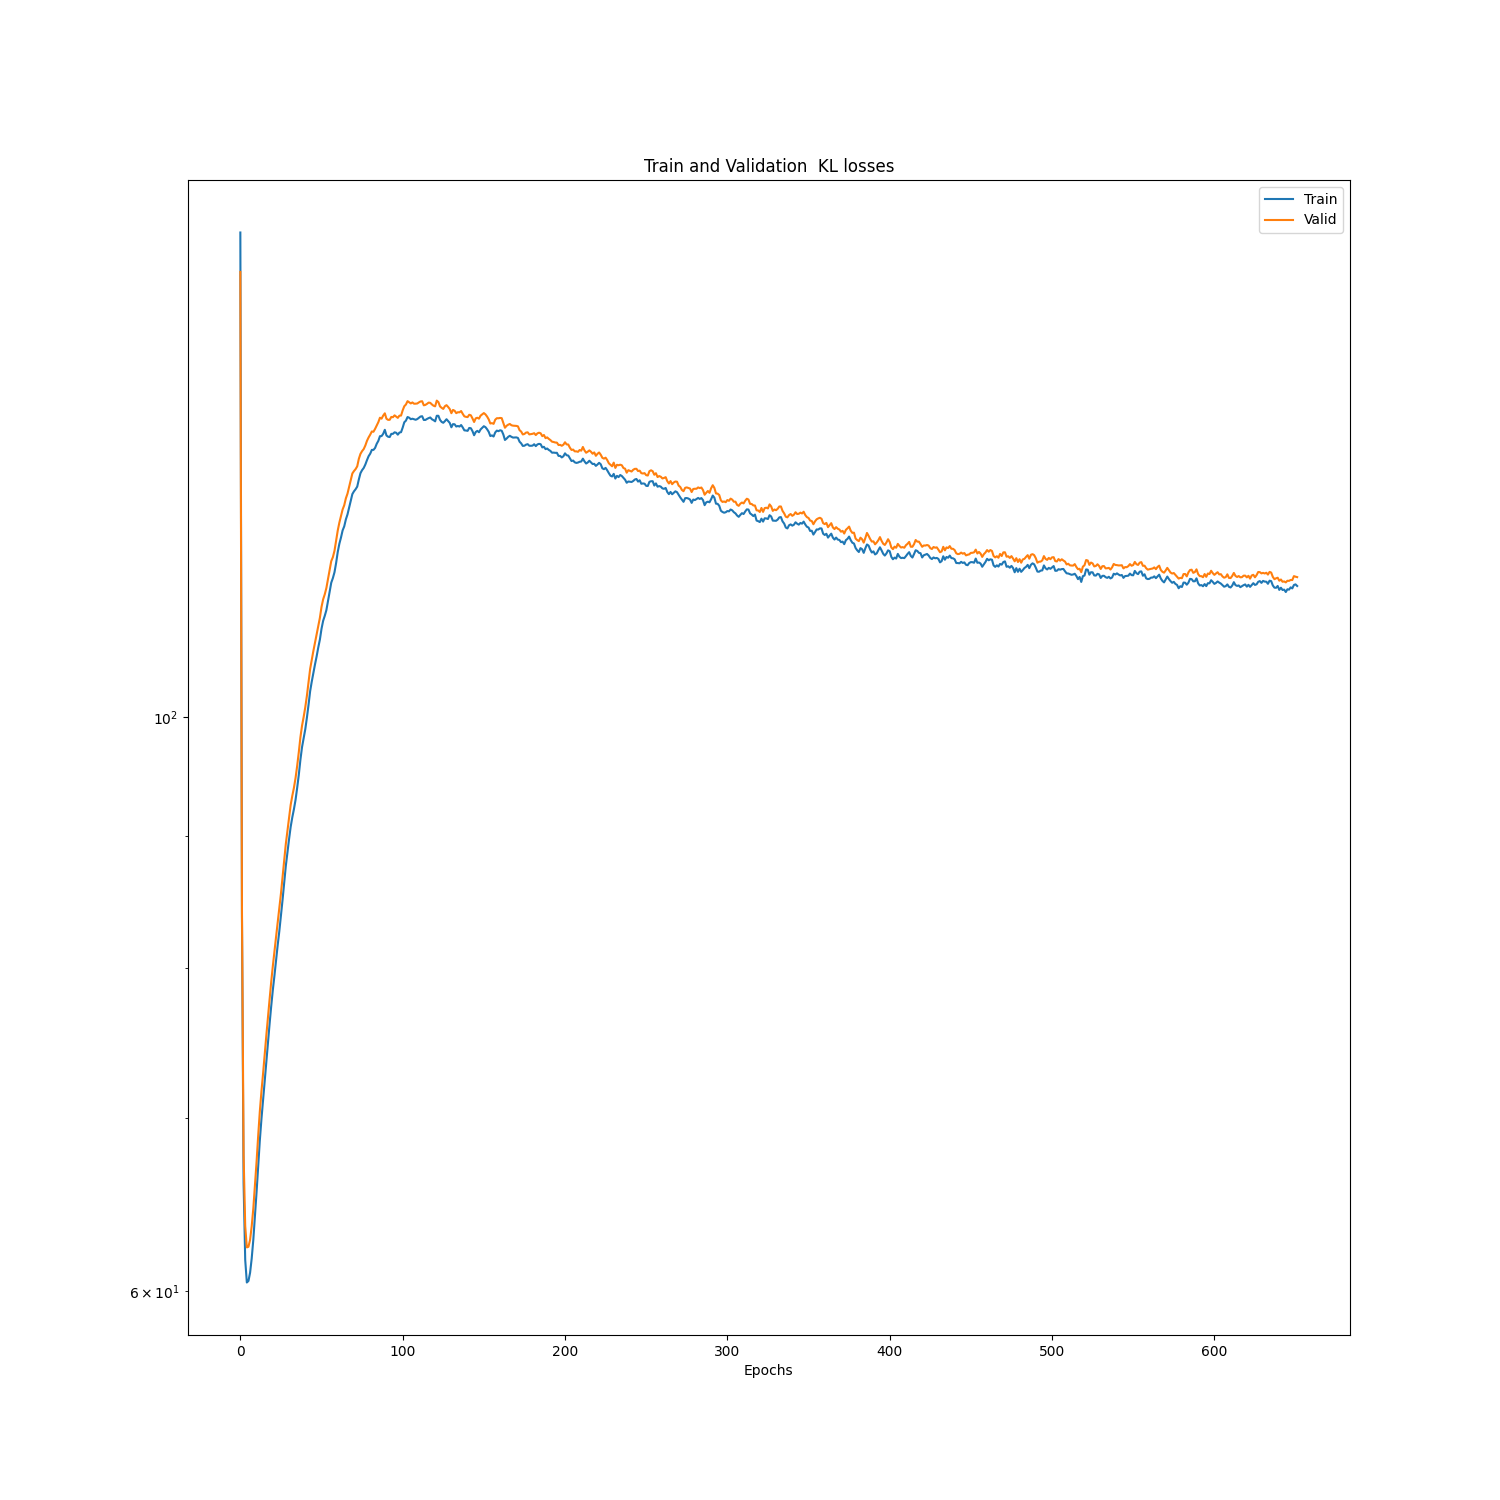 Train and Validation  KL losses
Train
Valid
10²
6 × 10¹
0 100 200 300 400 500 600
Epochs